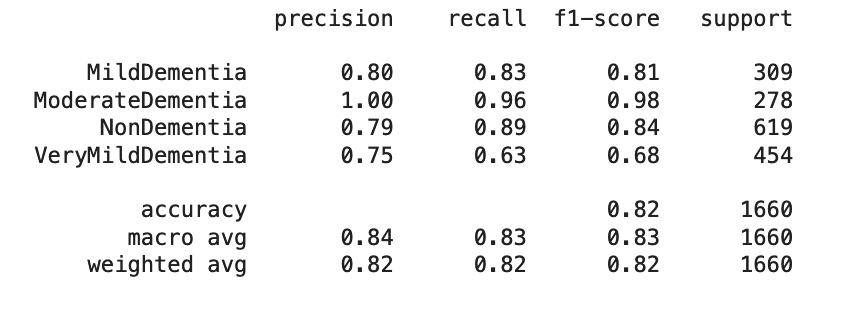 precision recall f1-score support
MildDementia 0.80 0.83 0.81 309
ModerateDementia 1.00 0.96 0.98 278
NonDementia 0.79 0.89 0.84 619
VeryMildDementia 0.75 0.63 0.68 454
accuracy 0.82 1660
macro avg 0.84 0.83 0.83 1660
weighted avg 0.82 0.82 0.82 1660